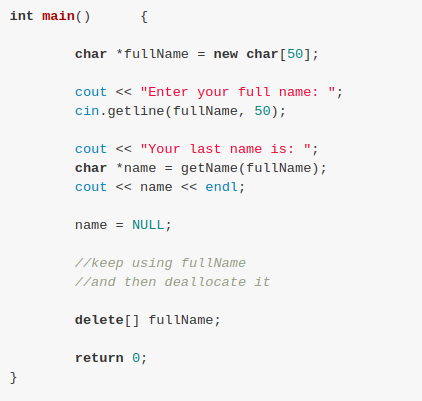 int main()      {
char *fullName = new char[50];
cout << "Enter your full name: ";
cin.getline(fullName, 50);
cout << "Your last name is: ";
char *name = getName(fullName);
cout << name << endl;
name = NULL;
//keep using fullName
//and then deallocate it
delete[] fullName;
return 0;
}